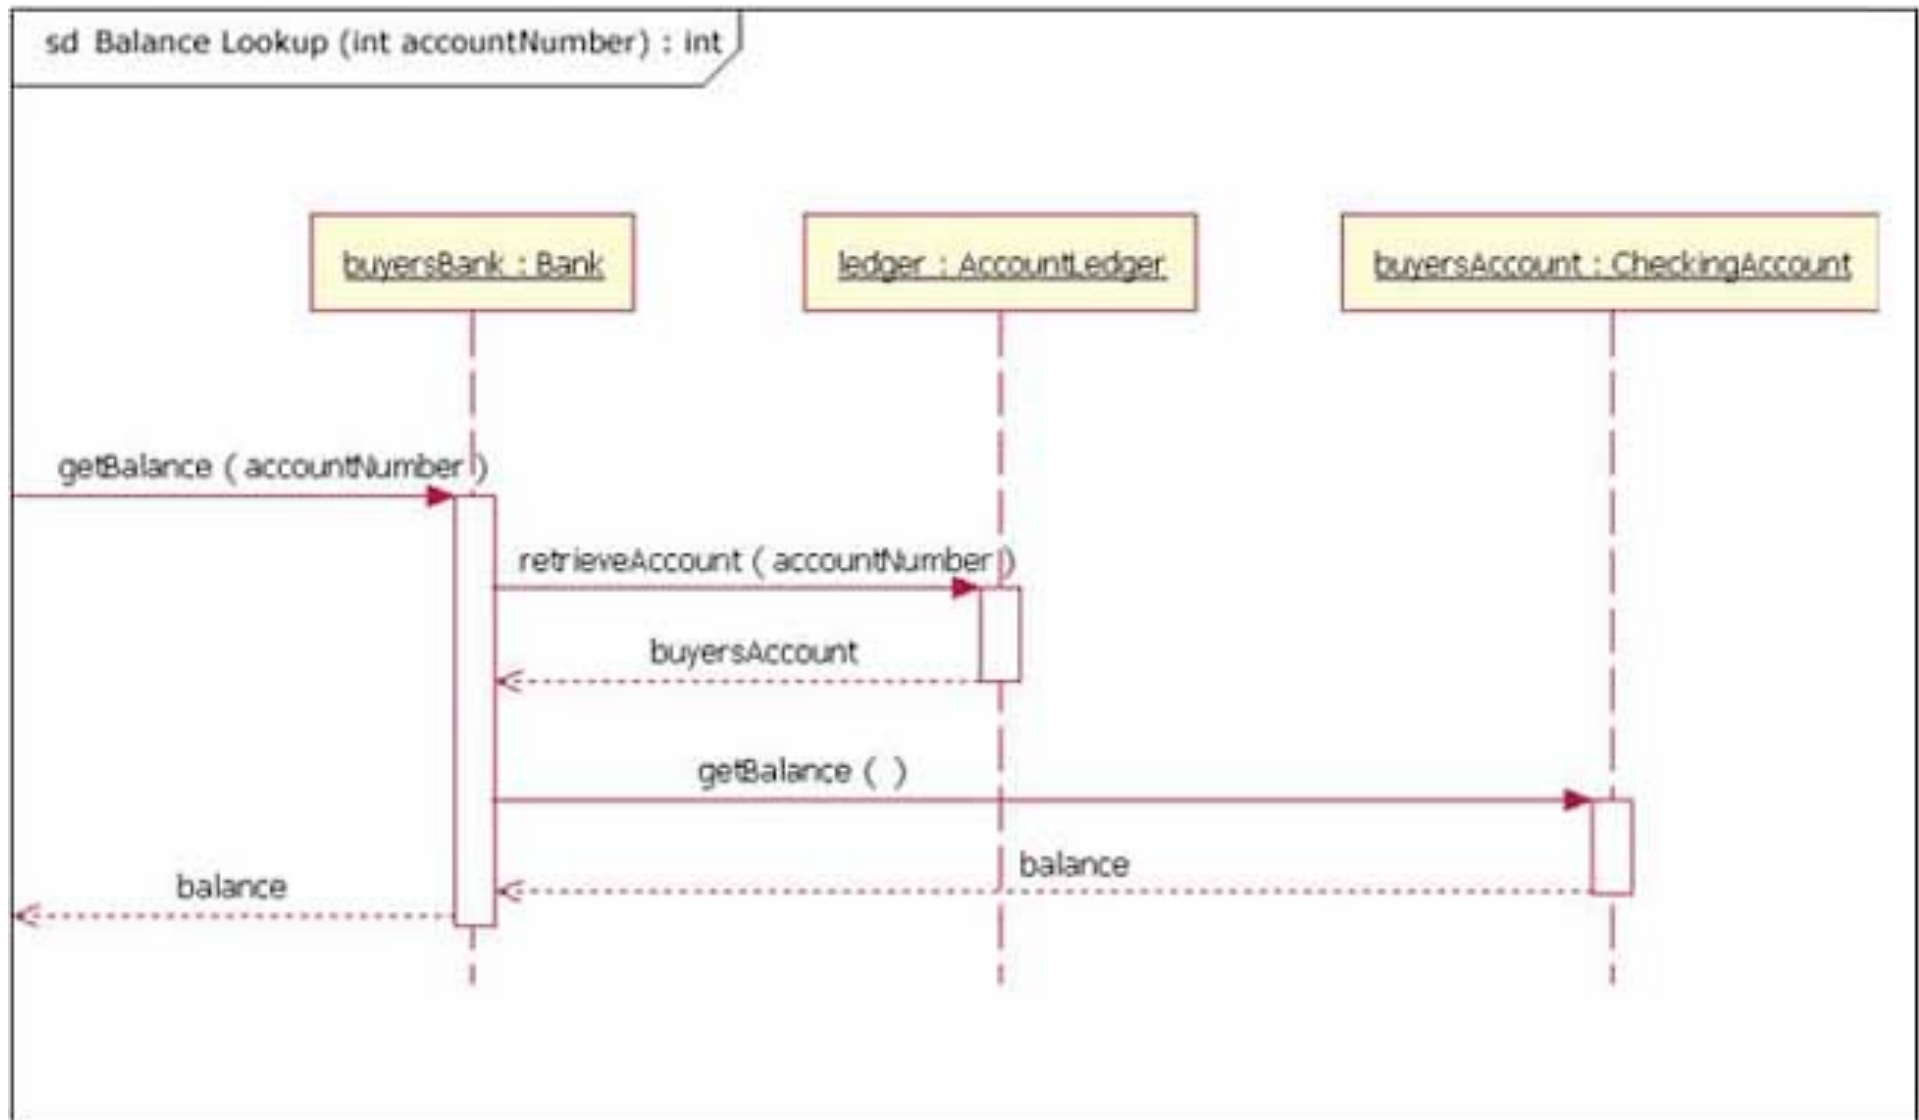 sd Balance Lookup (int accountNumber) : int
buyersBank : Bank
ledger : AccountLedger
buyersAccount : CheckingAccount
getBalance ( accountNumber )
retrieveAccount ( accountNumber )
buyersAccount
getBalance ( )
balance
balance